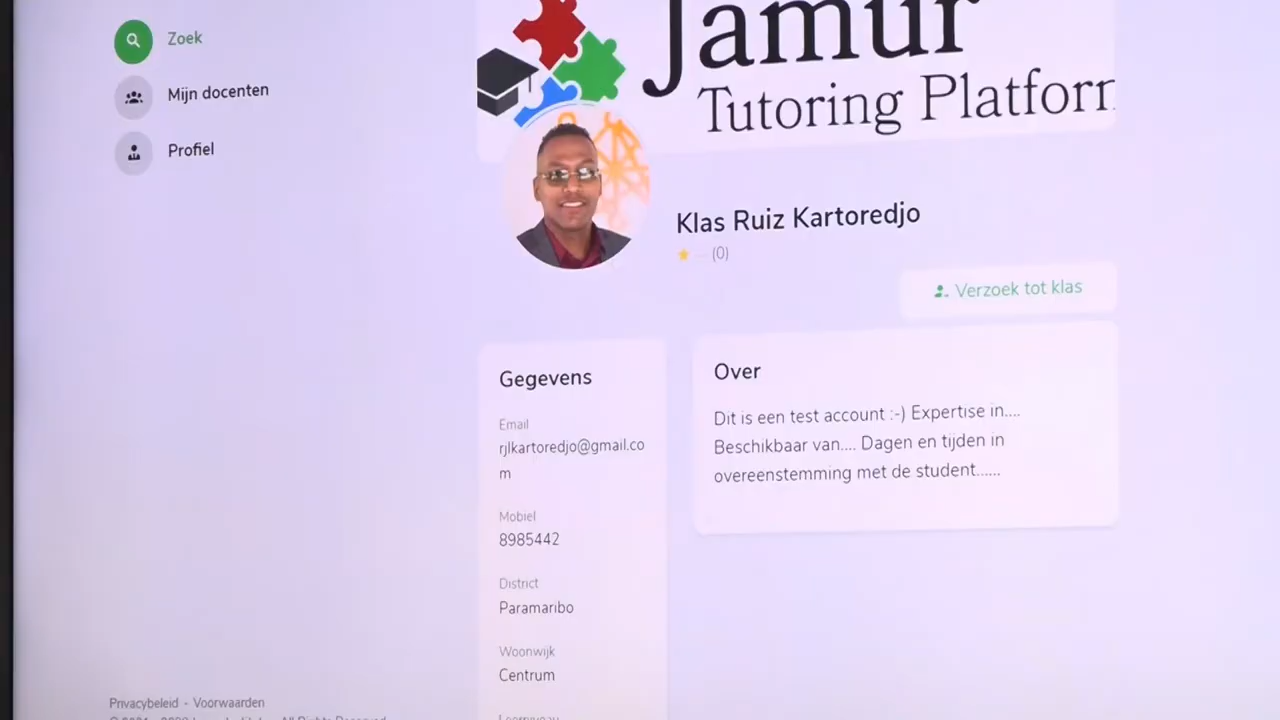 Zoek
Mijn docenten
Profiel
Jamur
Tutoring Platform
Klas Ruiz Kartoredjo
(0)
Verzoek tot klas
Gegevens
Email
rjlkartoredjo@gmail.co
m
Mobiel
8985442
District
Paramaribo
Woonwijk
Centrum
Over
Dit is een test account :-) Expertise in....
Beschikbaar van.... Dagen en tijden in
overeenstemming met de student......
Privacybeleid - Voorwaarden